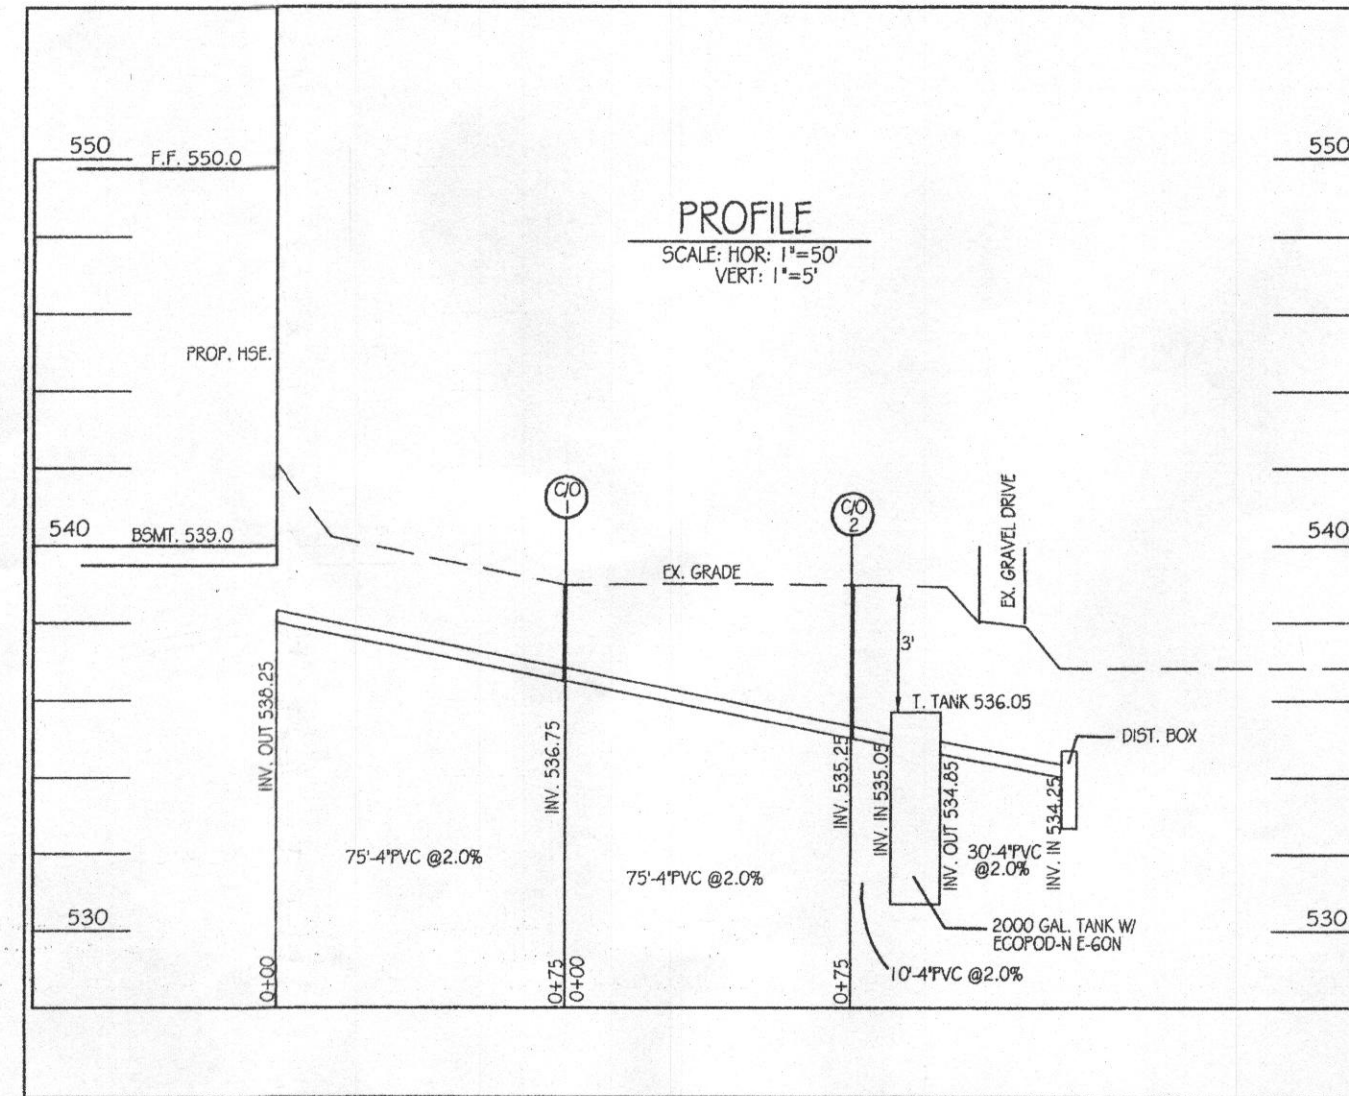 550
F.F. 550.0
550
PROFILE
SCALE: HOR: 1"=50'
VERT: 1"=5'
PROP. HSE.
C/O
1
C/O
2
EX. GRAVEL DRIVE
540
BSMT. 539.0
540
EX. GRADE
3'
T. TANK 536.05
DIST. BOX
INV. OUT 538.25
INV. 536.75
INV. 535.25
INV. IN 535.05
INV. OUT 534.85
INV. IN 534.25
75'-4"PVC @2.0%
75'-4"PVC @2.0%
30'-4"PVC
@2.0%
530
2000 GAL. TANK W/
ECOPOD-N E-60N
530
10'-4"PVC @2.0%
0+00
0+75
0+00
0+75